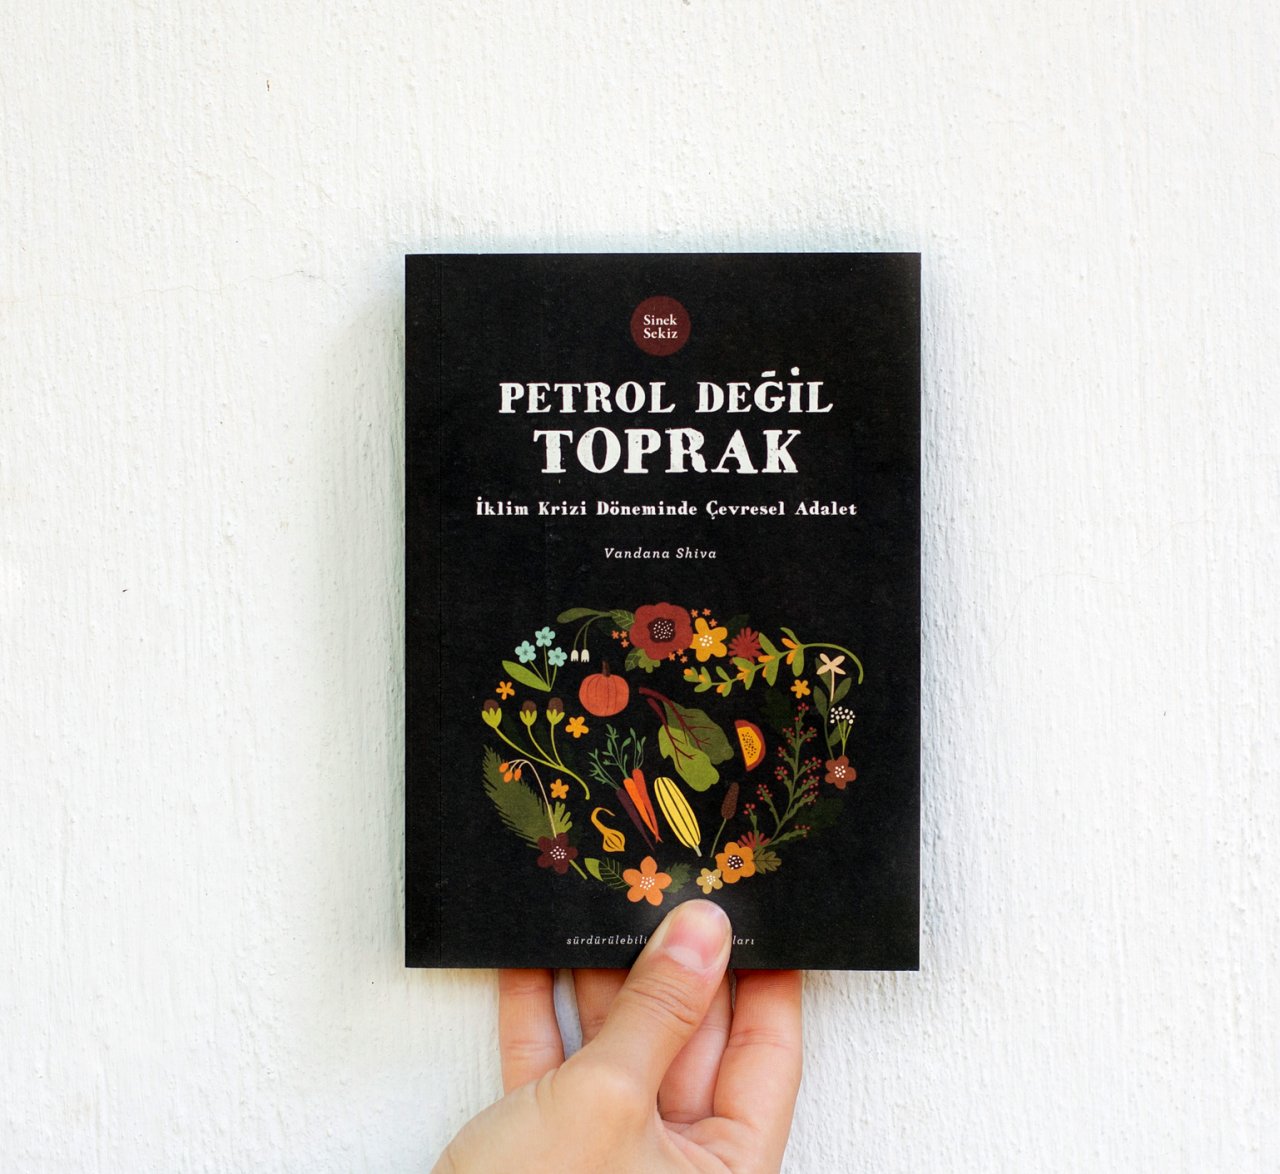 Sinek
Sekiz
PETROL DEĞİL
TOPRAK
İklim Krizi Döneminde Çevresel Adalet
Vandana Shiva